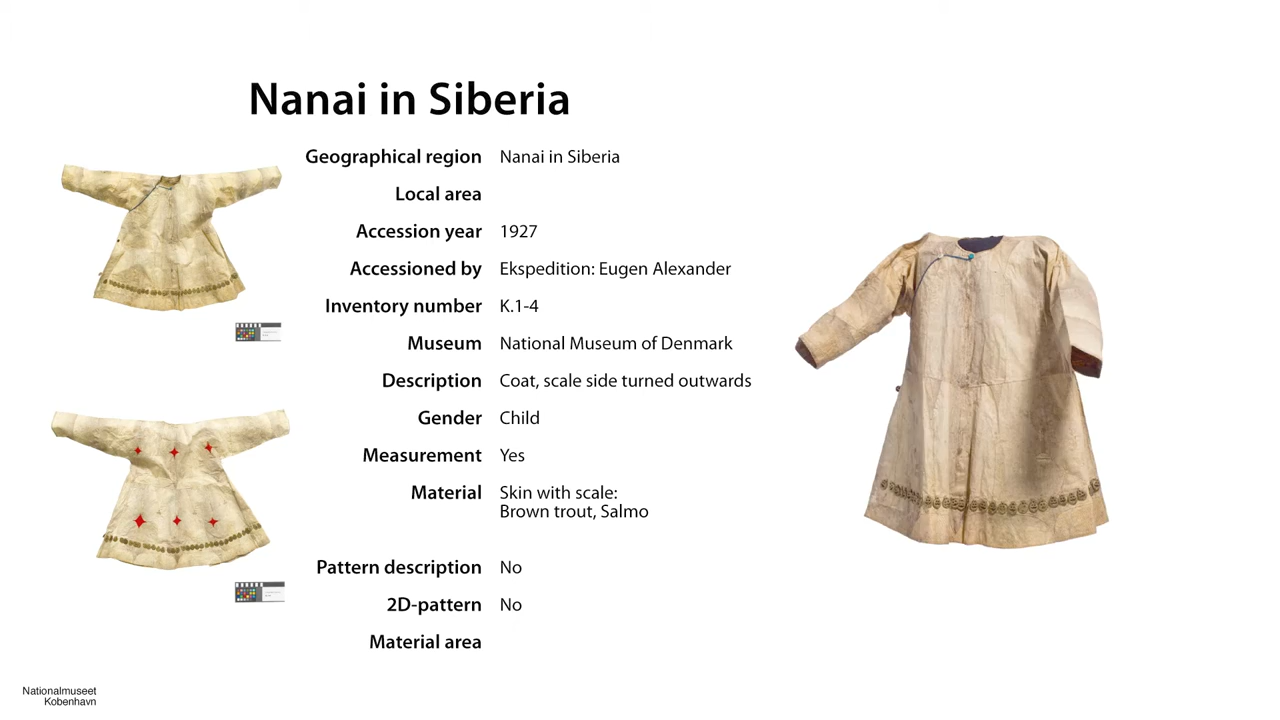 Nanai in Siberia
Geographical region Nanai in Siberia
Local area
Accession year 1927
Accessioned by Ekspedition: Eugen Alexander
Inventory number K.1-4
Museum National Museum of Denmark
Description Coat, scale side turned outwards
Gender Child
Measurement Yes
Material Skin with scale:
Brown trout, Salmo
Pattern description No
2D-pattern No
Material area
Nationalmuseet
Kobenhavn